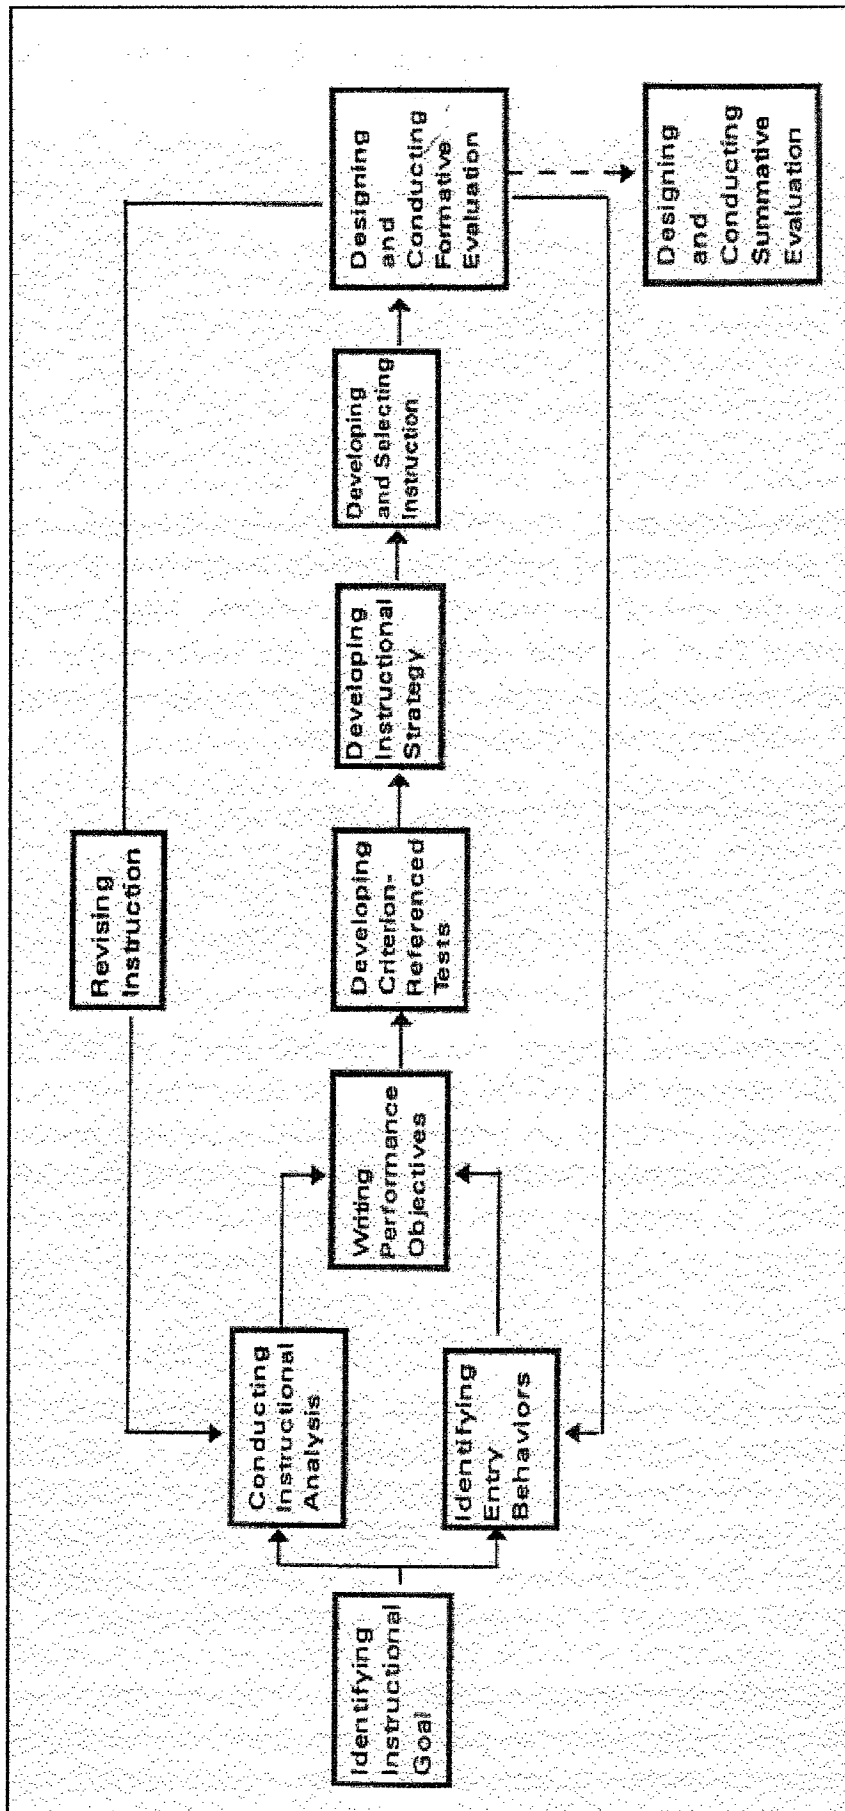 Identifying
Instructional
Goal
Conducting
Instructional
Analysis
Identifying
Entry
Behaviors
Writing
Performance
Objectives
Revising
Instruction
Developing
Criterion-
Referenced
Tests
Developing
Instructional
Strategy
Developing
and Selecting
Instruction
Designing
and
Conducting
Formative
Evaluation
Designing
and
Conducting
Summative
Evaluation